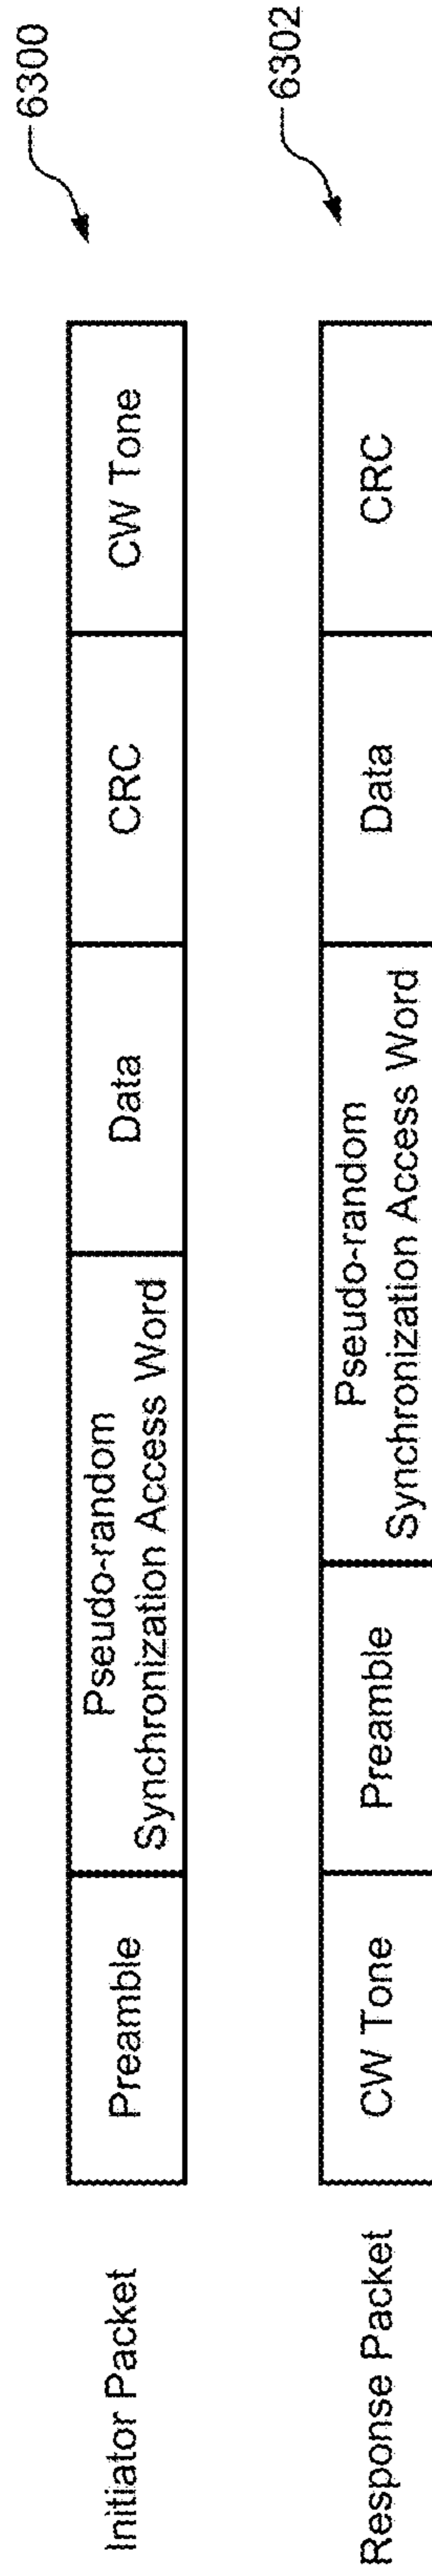 6300
Initiator Packet
Preamble
Pseudo-random
Synchronization Access Word
Data
CRC
CW Tone
6302
Response Packet
CW Tone
Preamble
Pseudo-random
Synchronization Access Word
Data
CRC